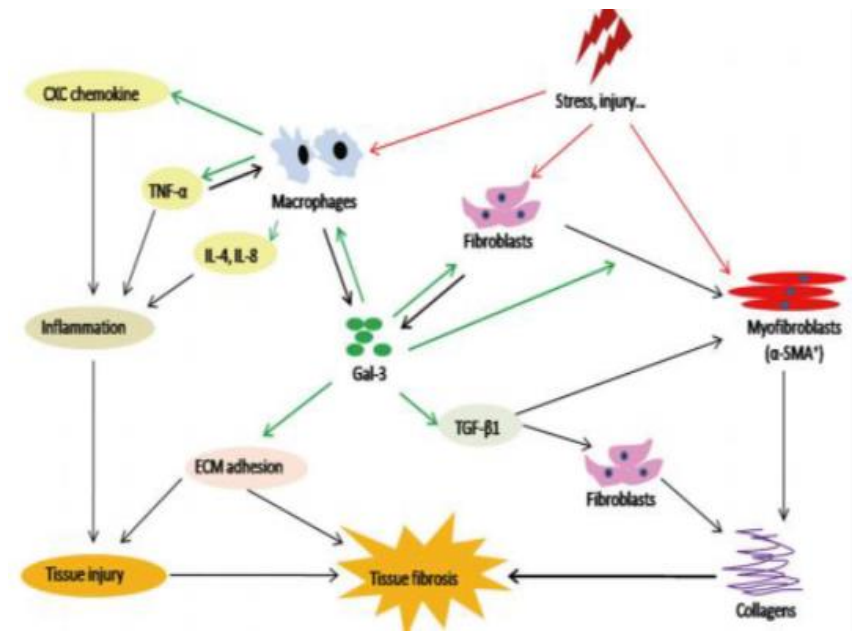 CXC chemokine
Stress, injury...
TNF-α
Macrophages
IL-4, IL-8
Fibroblasts
Inflammation
Myofibroblasts
(α-SMA⁺)
Gal-3
TGF-β1
ECM adhesion
Fibroblasts
Tissue injury
Tissue fibrosis
Collagens